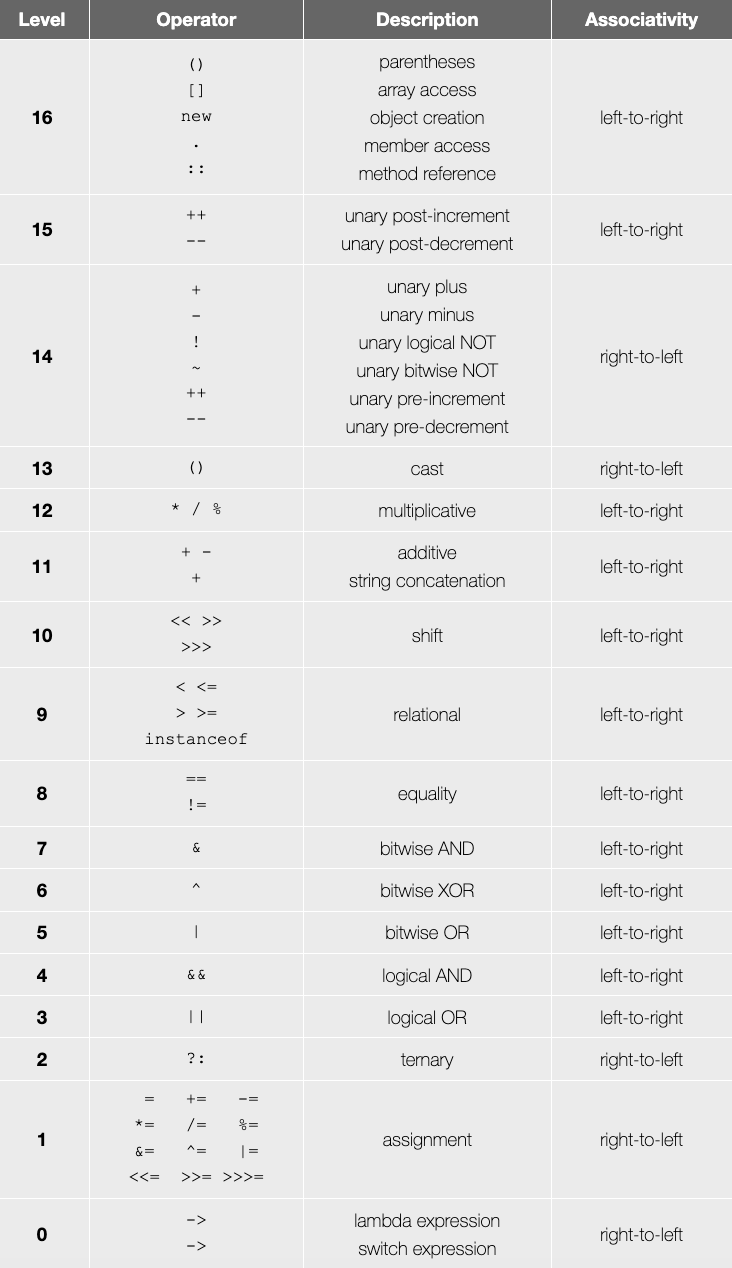 Level Operator Description Associativity
() parentheses
[] array access
16 new object creation left-to-right
. member access
:: method reference
++ unary post-increment
15 left-to-right
-- unary post-decrement
+ unary plus
- unary minus
! unary logical NOT
14 right-to-left
~ unary bitwise NOT
++ unary pre-increment
-- unary pre-decrement
13 () cast right-to-left
12 * / % multiplicative left-to-right
+ - additive
11 left-to-right
+ string concatenation
<< >>
10 shift left-to-right
>>>
< <=
9 > >= relational left-to-right
instanceof
==
8 equality left-to-right
!=
7 & bitwise AND left-to-right
6 ^ bitwise XOR left-to-right
5 | bitwise OR left-to-right
4 && logical AND left-to-right
3 || logical OR left-to-right
2 ?: ternary right-to-left
= += -=
*= /= %=
1 assignment right-to-left
&= ^= |=
<<= >>= >>>=
-> lambda expression
0 right-to-left
-> switch expression